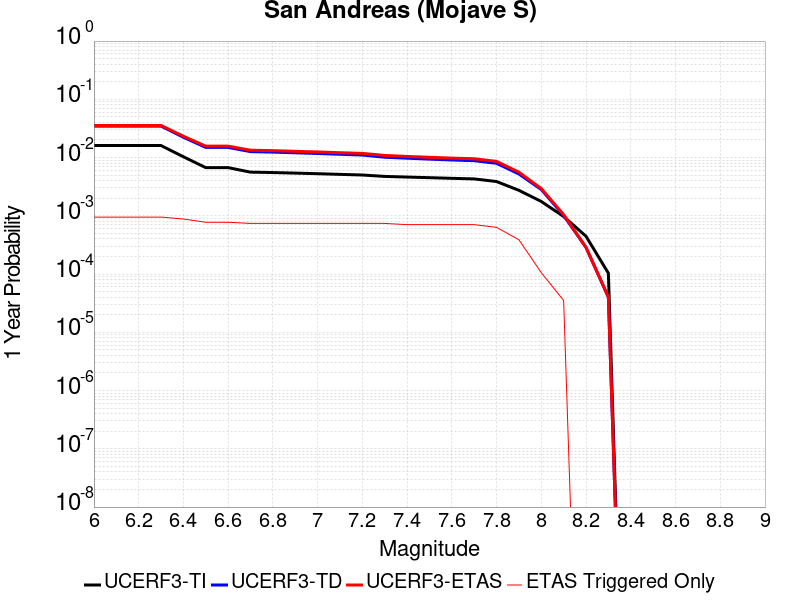 San Andreas (Mojave S)
10^0
10^-1
10^-2
10^-3
10^-4
10^-5
10^-6
10^-7
10^-8
1 Year Probability
6 6.2 6.4 6.6 6.8 7 7.2 7.4 7.6 7.8 8 8.2 8.4 8.6 8.8 9
Magnitude
UCERF3-TI UCERF3-TD UCERF3-ETAS ETAS Triggered Only